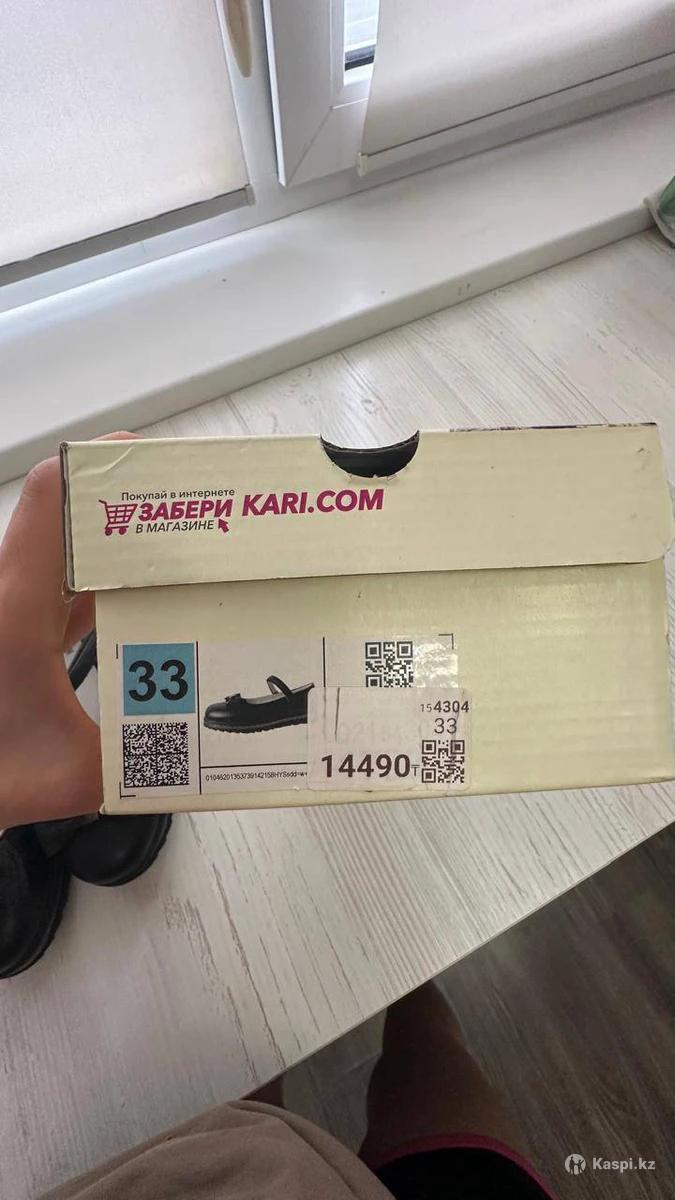 Покупай в интернете
ЗАБЕРИ KARI.COM
В МАГАЗИНЕ
33
154304
33
14490₸
Kaspi.kz